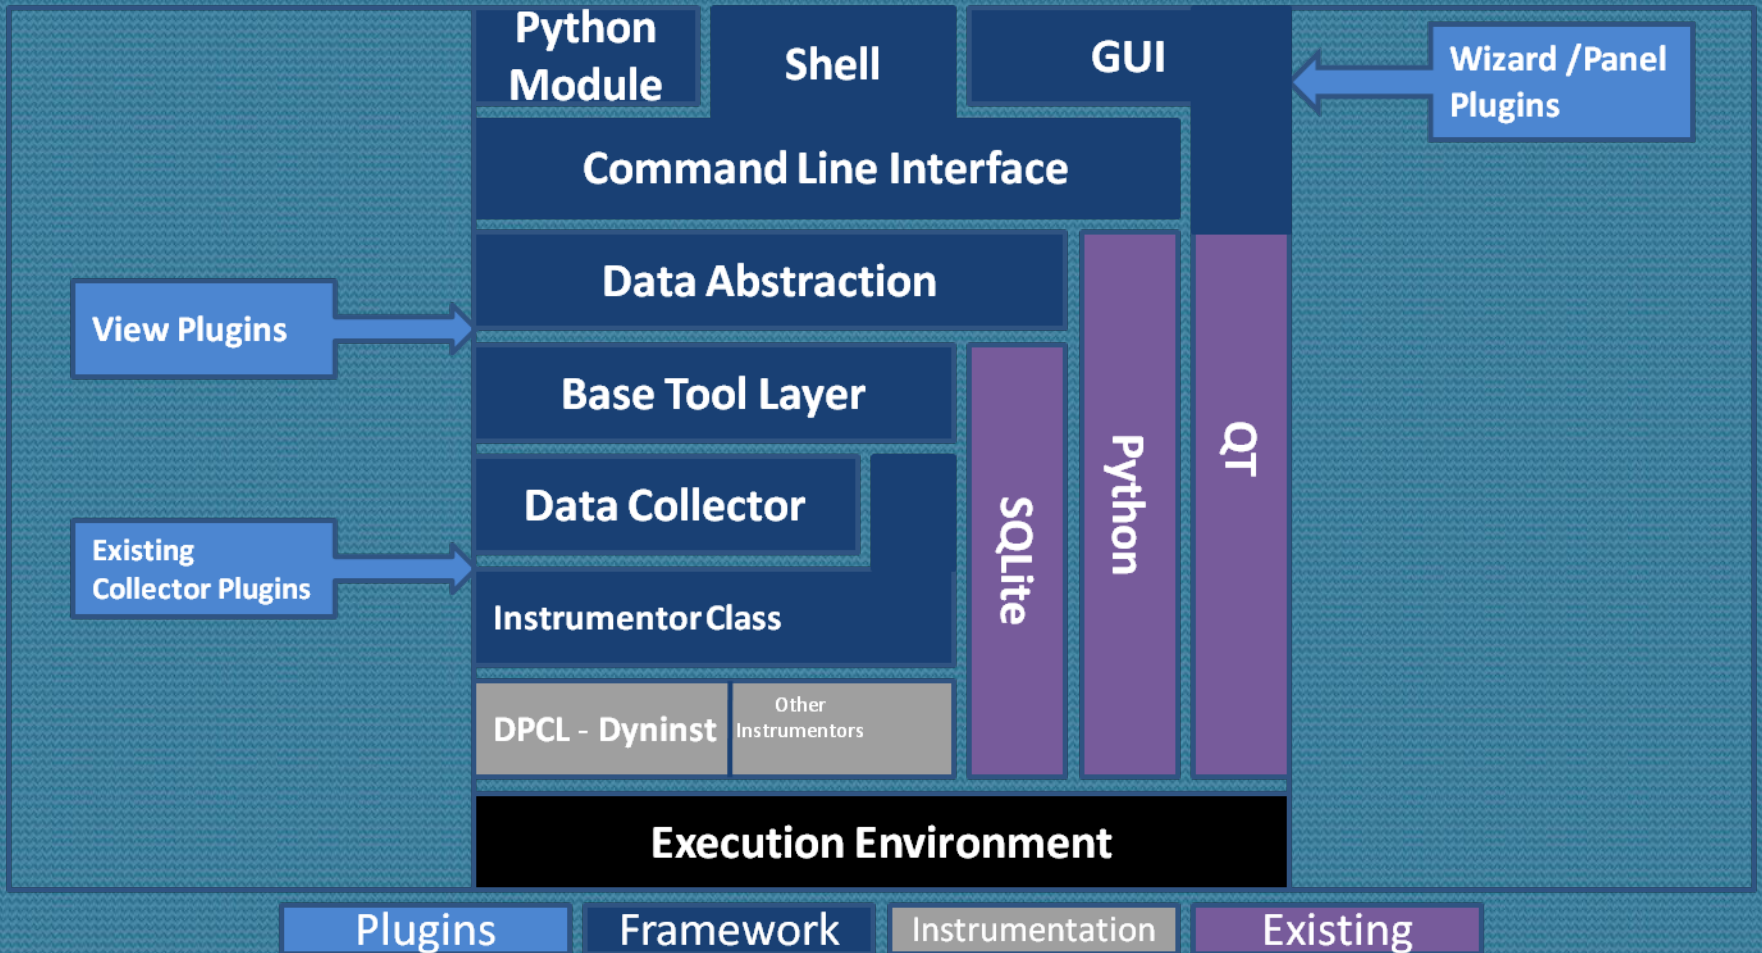 Python
Module
Shell
GUI
Wizard /Panel
Plugins
Command Line Interface
Data Abstraction
View Plugins
Base Tool Layer
Data Collector
Existing
Collector Plugins
Instrumentor Class
SQLite
Python
QT
DPCL - Dyninst
Other
Instrumentors
Execution Environment
Plugins
Framework
Instrumentation
Existing